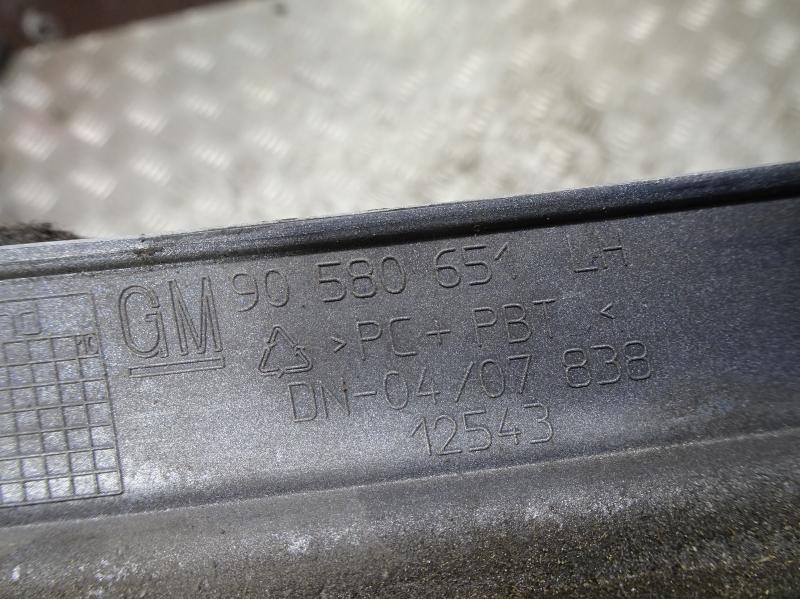 GM 90 580 651 LH
>PC+ PBT<
DN-04/07 838
12543